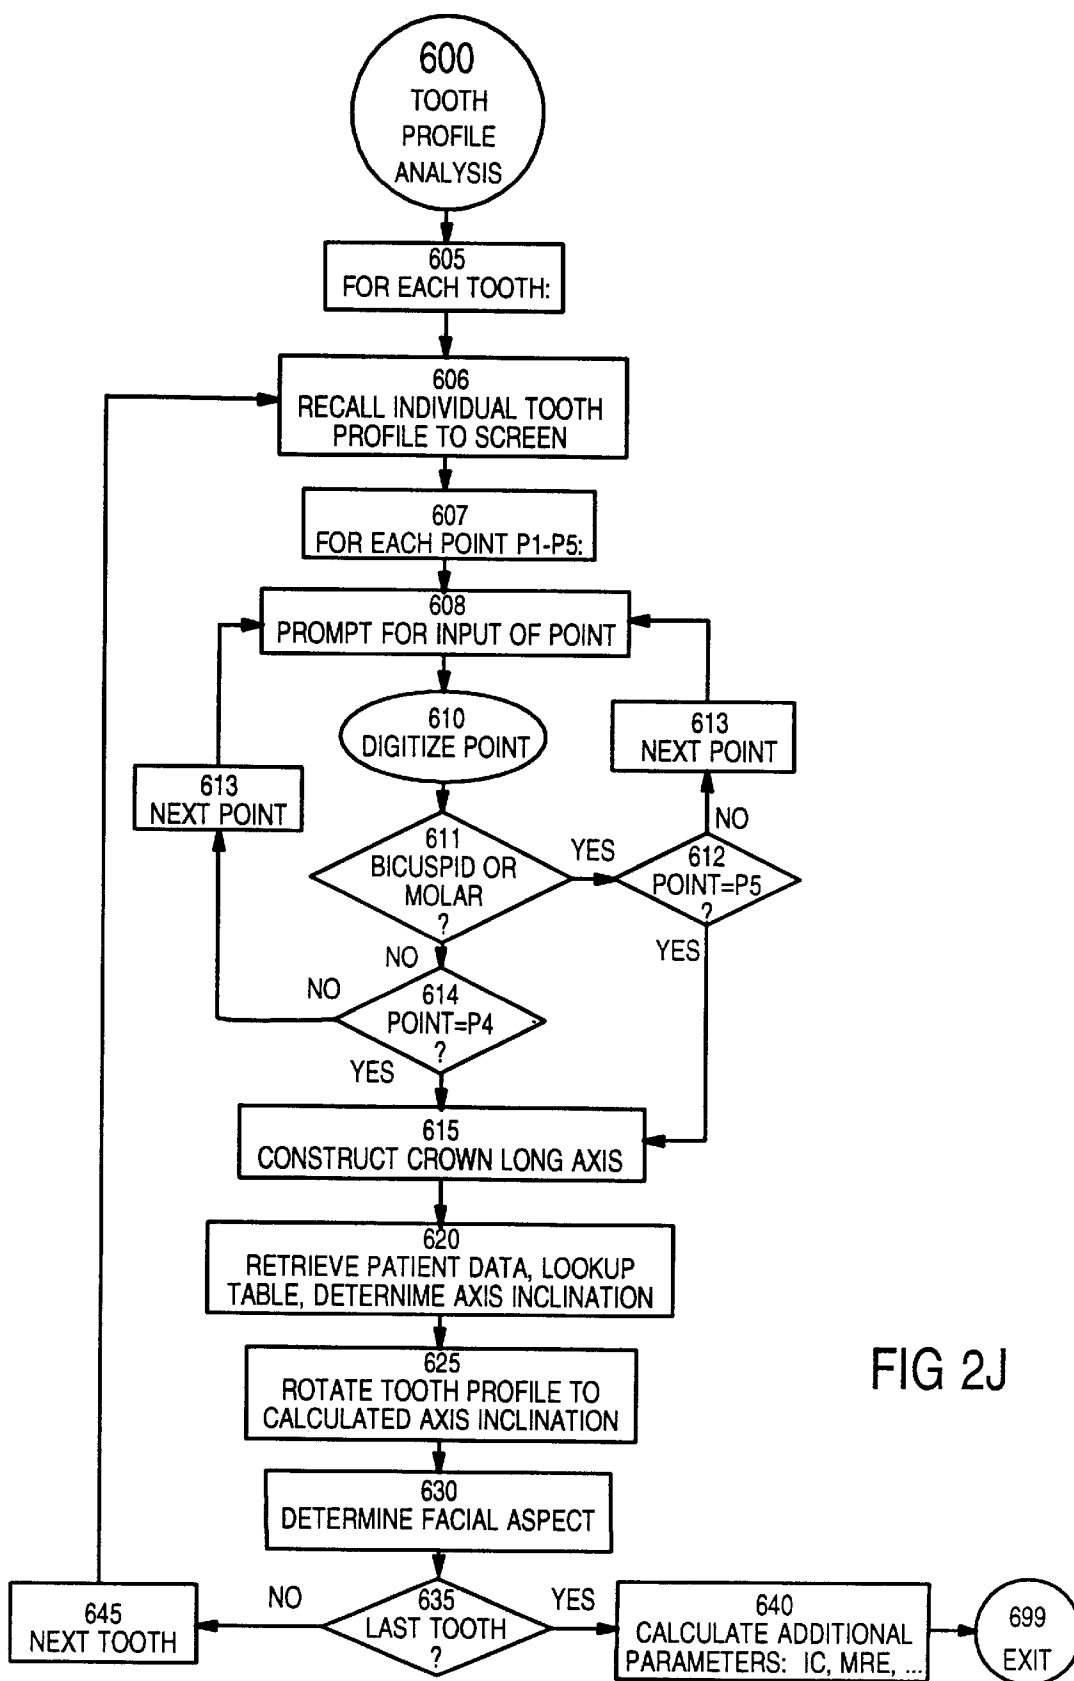 600
TOOTH
PROFILE
ANALYSIS
605
FOR EACH TOOTH:
606
RECALL INDIVIDUAL TOOTH
PROFILE TO SCREEN
607
FOR EACH POINT P1-P5:
608
PROMPT FOR INPUT OF POINT
610
DIGITIZE POINT
613
NEXT POINT
613
NEXT POINT
NO
611
BICUSPID OR
MOLAR
?
YES
612
POINT=P5
?
YES
NO
NO
614
POINT=P4
?
YES
615
CONSTRUCT CROWN LONG AXIS
620
RETRIEVE PATIENT DATA, LOOKUP
TABLE, DETERNIME AXIS INCLINATION
625
ROTATE TOOTH PROFILE TO
CALCULATED AXIS INCLINATION
FIG 2J
630
DETERMINE FACIAL ASPECT
635
LAST TOOTH
?
NO
YES
645
NEXT TOOTH
640
CALCULATE ADDITIONAL
PARAMETERS: IC, MRE, ...
699
EXIT